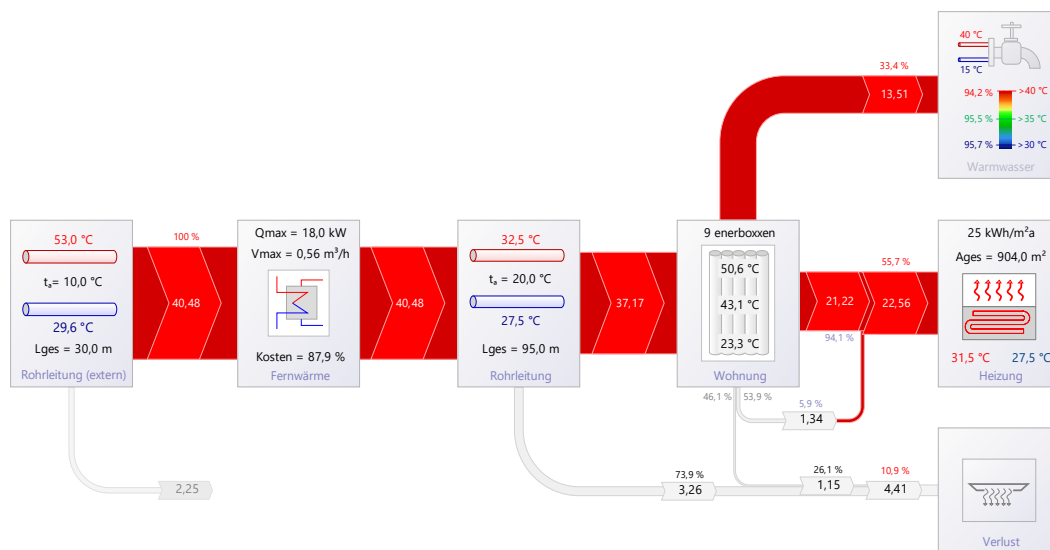 40 °C
15 °C
94,2 %
>40 °C
95,5 %
>35 °C
95,7 %
>30 °C
Warmwasser
33,4 %
13,51
53,0 °C
tₐ= 10,0 °C
29,6 °C
Lges = 30,0 m
Rohrleitung (extern)
100 %
40,48
Qmax = 18,0 kW
Vmax = 0,56 m³/h
Kosten = 87,9 %
Fernwärme
40,48
32,5 °C
tₐ = 20,0 °C
27,5 °C
Lges = 95,0 m
Rohrleitung
37,17
9 enerboxxen
50,6 °C
43,1 °C
23,3 °C
Wohnung
55,7 %
21,22
22,56
94,1 %
25 kWh/m²a
Ages = 904,0 m²
31,5 °C
27,5 °C
Heizung
46,1 %
53,9 %
5,9 %
1,34
2,25
73,9 %
3,26
26,1 %
1,15
10,9 %
4,41
Verlust